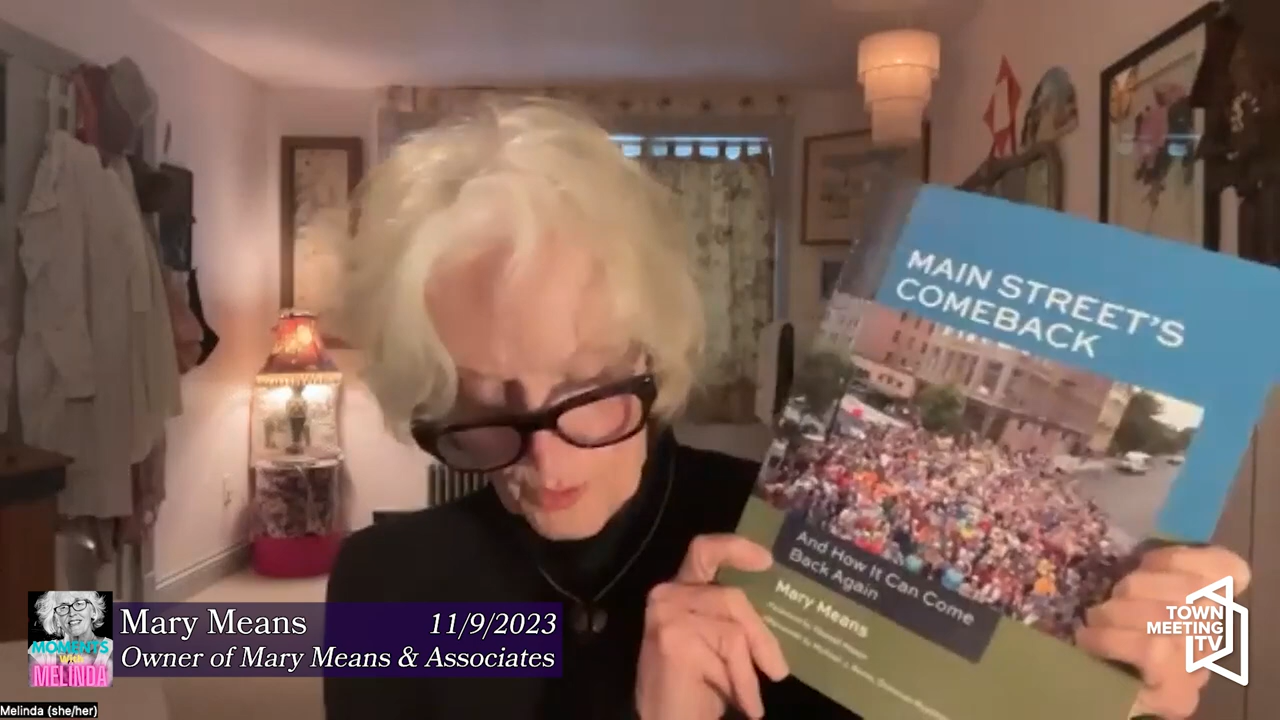 MAIN STREET'S
COMEBACK
And How It Can Come
Back Again
Mary Means
Mary Means 11/9/2023
Owner of Mary Means & Associates
MOMENTS
with
MELINDA
Melinda (she/her)
TOWN
MEETING
TV